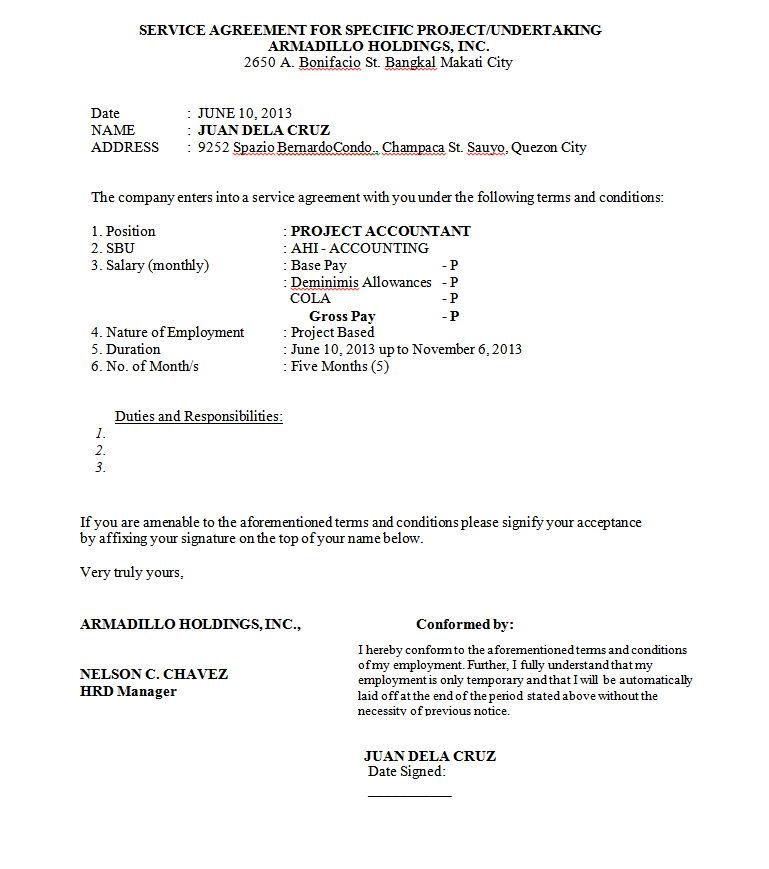 SERVICE AGREEMENT FOR SPECIFIC PROJECT/UNDERTAKING
ARMADILLO HOLDINGS, INC.
2650 A. Bonifacio St. Bangkal Makati City
Date : JUNE 10, 2013
NAME : JUAN DELA CRUZ
ADDRESS : 9252 Spazio BernardoCondo., Champaca St. Sauyo, Quezon City
The company enters into a service agreement with you under the following terms and conditions:
1. Position : PROJECT ACCOUNTANT
2. SBU : AHI - ACCOUNTING
3. Salary (monthly) : Base Pay - P
: Deminimis Allowances - P
COLA - P
Gross Pay - P
4. Nature of Employment : Project Based
5. Duration : June 10, 2013 up to November 6, 2013
6. No. of Month/s : Five Months (5)
Duties and Responsibilities:
1.
2.
3.
If you are amenable to the aforementioned terms and conditions please signify your acceptance
by affixing your signature on the top of your name below.
Very truly yours,
ARMADILLO HOLDINGS, INC.,
NELSON C. CHAVEZ
HRD Manager
Conformed by:
I hereby conform to the aforementioned terms and conditions
of my employment. Further, I fully understand that my
employment is only temporary and that I will be automatically
laid off at the end of the period stated above without the
necessity of previous notice.
JUAN DELA CRUZ
Date Signed:
____________